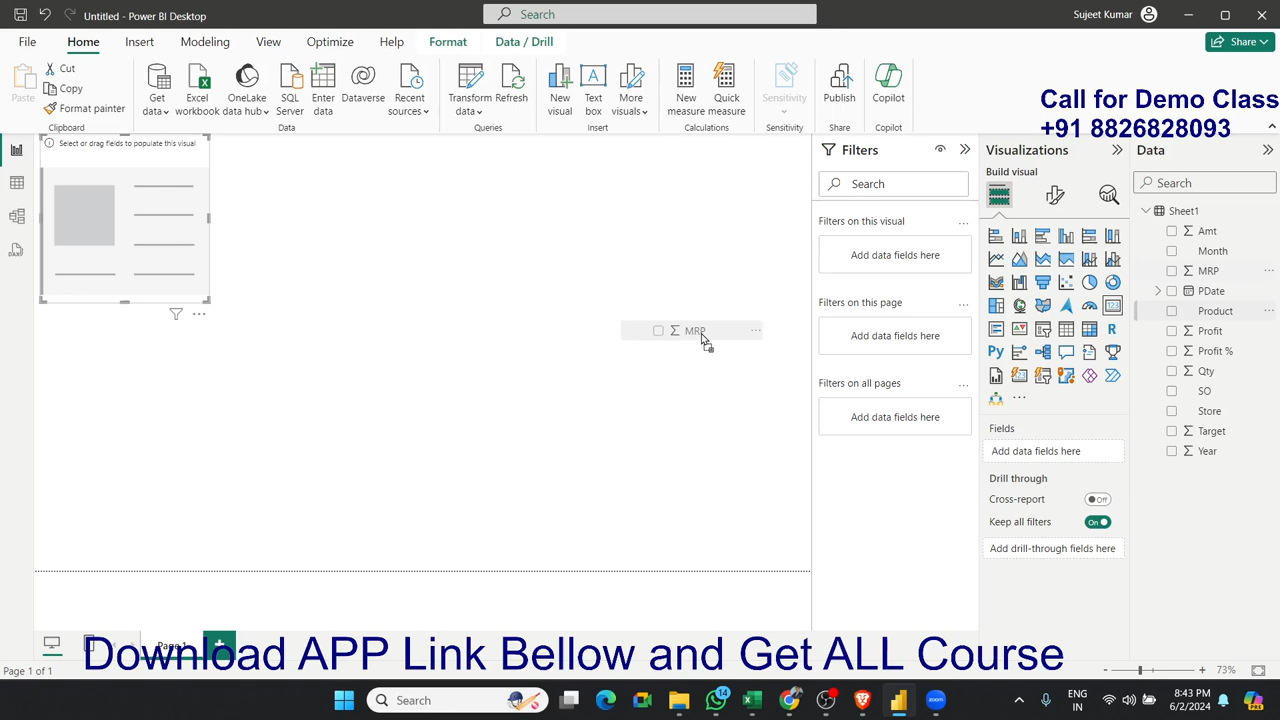 Untitled - Power BI Desktop
Search
Sujeet Kumar
File
Home
Insert
Modeling
View
Optimize
Help
Format
Data / Drill
Share
Paste
Cut
Copy
Format painter
Clipboard
Get data
Excel workbook
OneLake data hub
SQL Server
Enter data
Dataverse
Recent sources
Data
Transform data
Refresh
Queries
New visual
Text box
More visuals
Insert
New measure
Quick measure
Calculations
Sensitivity
Sensitivity
Publish
Share
Copilot
Copilot
Call for Demo Class
+91 8826828093
Select or drag fields to populate this visual
MRP
Filters
Search
Filters on this visual
Add data fields here
Filters on this page
Add data fields here
Filters on all pages
Add data fields here
Visualizations
Build visual
Fields
Add data fields here
Drill through
Cross-report
Off
Keep all filters
On
Add drill-through fields here
Data
Search
Sheet1
Amt
Month
MRP
PDate
Product
Profit
Profit %
Qty
SO
Store
Target
Year
Page 1
Download APP Link Bellow and Get ALL Course
Page 1 of 1
73%
Search
14
ENG
IN
8:43 PM
6/2/2024